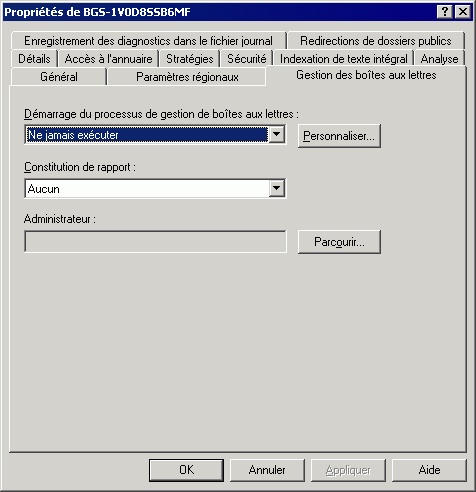 Propriétés de BGS-1V0D8SSB6MF
Enregistrement des diagnostics dans le fichier journal Redirections de dossiers publics
Détails Accès à l'annuaire Stratégies Sécurité Indexation de texte intégral Analyse
Général Paramètres régionaux Gestion des boîtes aux lettres
Démarrage du processus de gestion de boîtes aux lettres :
Ne jamais exécuter Personnaliser...
Constitution de rapport :
Aucun
Administrateur :
Parcourir...
OK Annuler Appliquer Aide